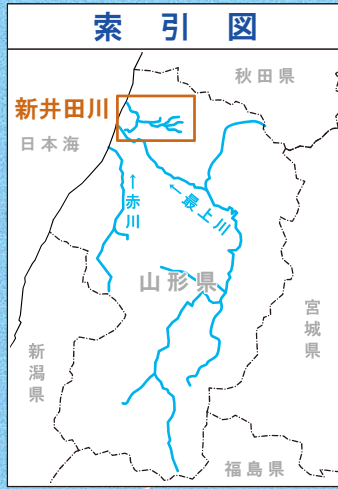 索引図
秋田県
新井田川
日本海
←赤川
←最上川
山形県
宮城県
新潟県
福島県